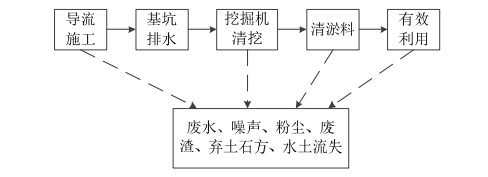 导流
施工
基坑
排水
挖掘机
清挖
清淤料
有效
利用
废水、噪声、粉尘、废
渣、弃土石方、水土流失